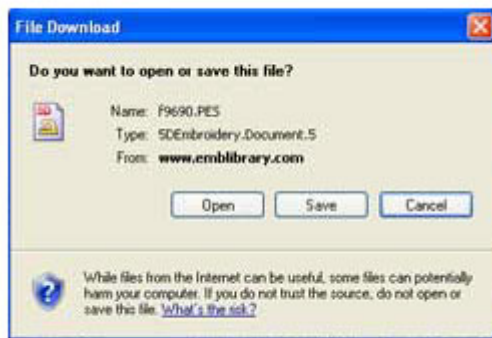 File Download
Do you want to open or save this file?
5D
Name: f9690.PES
Type: 5DEmbroidery.Document.5
From: www.emblibrary.com
Open Save Cancel
While files from the Internet can be useful, some files can potentially
harm your computer. If you do not trust the source, do not open or
save this file. What's the risk?